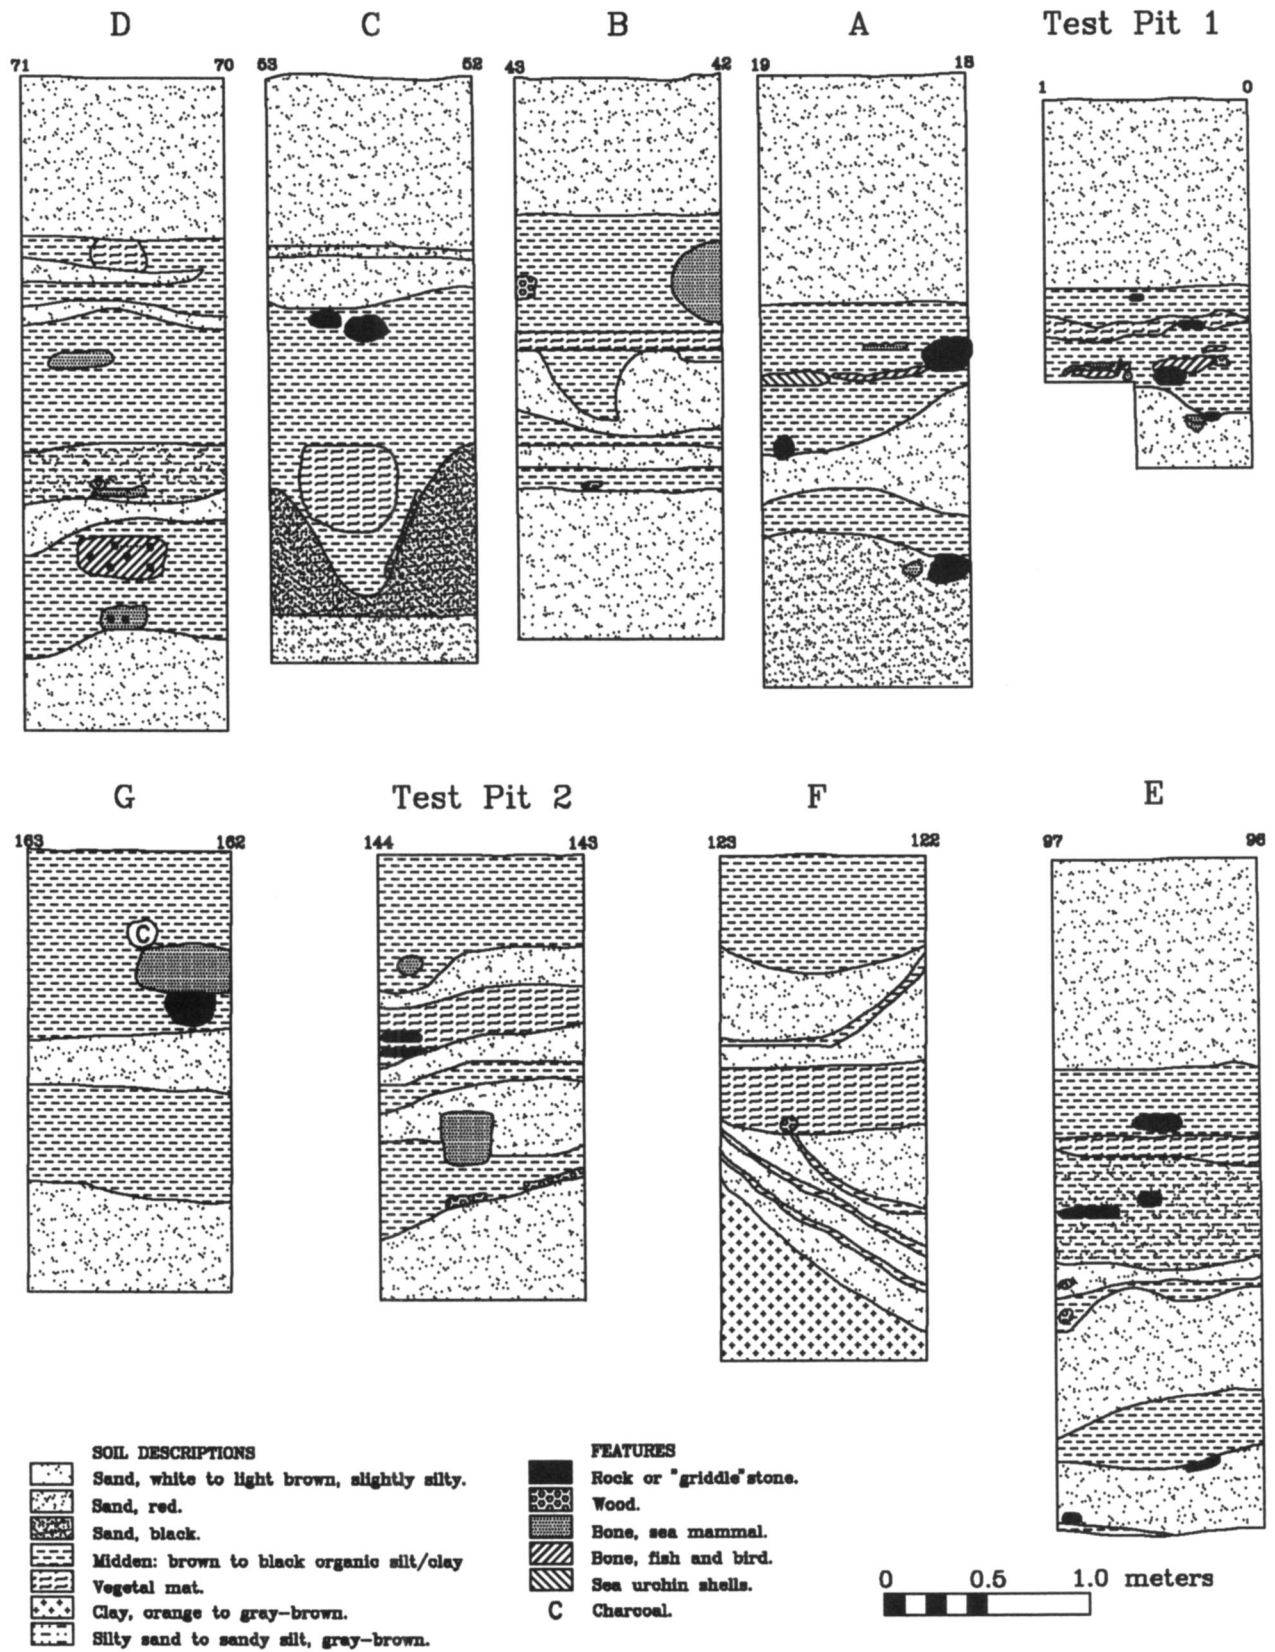 D C B A Test Pit 1
71 70 53 52 43 42 19 18 1 0
G Test Pit 2 F E
163 162 144 143 123 122 97 96
C
SOIL DESCRIPTIONS
Sand, white to light brown, slightly silty.
Sand, red.
Sand, black.
Midden: brown to black organic silt/clay
Vegetal mat.
Clay, orange to gray-brown.
Silty sand to sandy silt, gray-brown.
FEATURES
Rock or "griddle" stone.
Wood.
Bone, sea mammal.
Bone, fish and bird.
Sea urchin shells.
C Charcoal.
0 0.5 1.0 meters